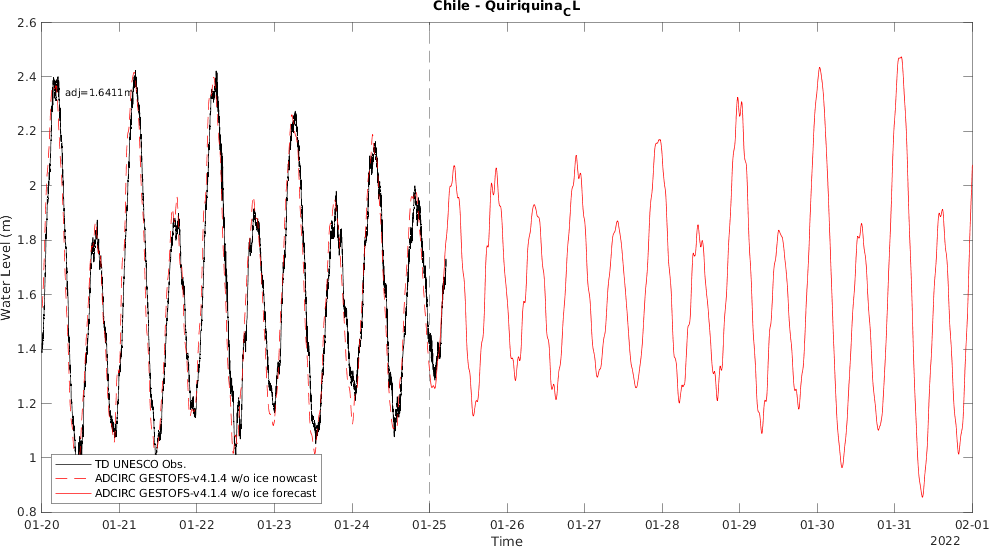 Chile - Quiriquina_CL
2.6
2.4
2.2
2
1.8
1.6
1.4
1.2
1
0.8
Water Level (m)
adj=1.6411m
TD UNESCO Obs.
ADCIRC GESTOFS-v4.1.4 w/o ice nowcast
ADCIRC GESTOFS-v4.1.4 w/o ice forecast
01-20 01-21 01-22 01-23 01-24 01-25 01-26 01-27 01-28 01-29 01-30 01-31 02-01
Time
2022